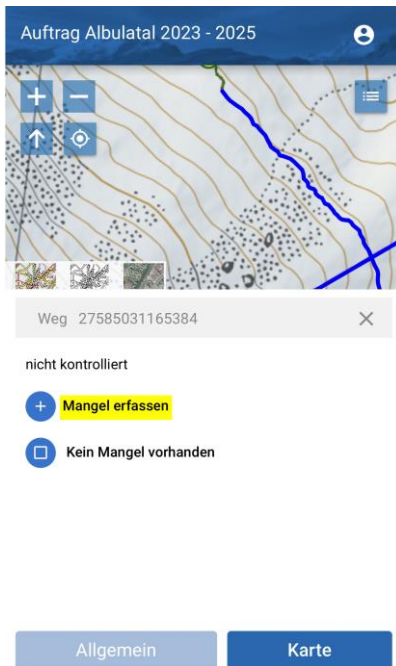 Auftrag Albulatal 2023 - 2025
Weg 27585031165384
nicht kontrolliert
Mangel erfassen
Kein Mangel vorhanden
Allgemein
Karte